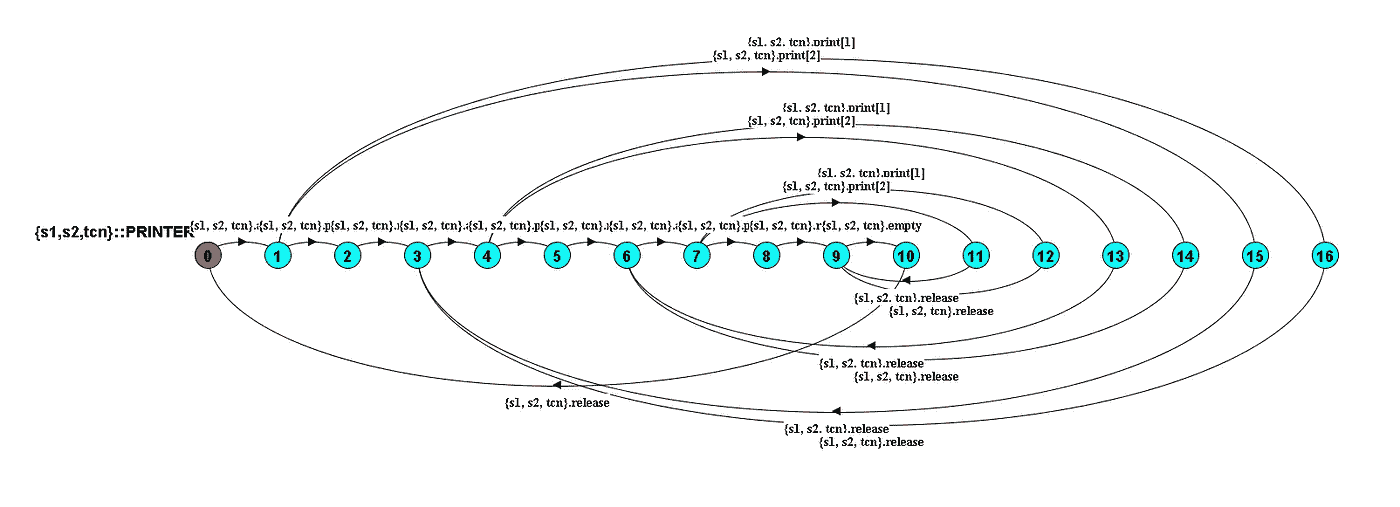 {s1, s2, tcn}.print[1]
{s1, s2, tcn}.print[2]
{s1, s2, tcn}.print[1]
{s1, s2, tcn}.print[2]
{s1, s2, tcn}.print[1]
{s1, s2, tcn}.print[2]
{s1,s2,tcn}::PRINTER {s1, s2, tcn}. {s1, s2, tcn}.p {s1, s2, tcn}. {s1, s2, tcn}. {s1, s2, tcn}.p {s1, s2, tcn}. {s1, s2, tcn}. {s1, s2, tcn}.p {s1, s2, tcn}.r {s1, s2, tcn}.empty
0 1 2 3 4 5 6 7 8 9 10 11 12 13 14 15 16
{s1, s2, tcn}.release
{s1, s2, tcn}.release
{s1, s2, tcn}.release
{s1, s2, tcn}.release
{s1, s2, tcn}.release
{s1, s2, tcn}.release
{s1, s2, tcn}.release